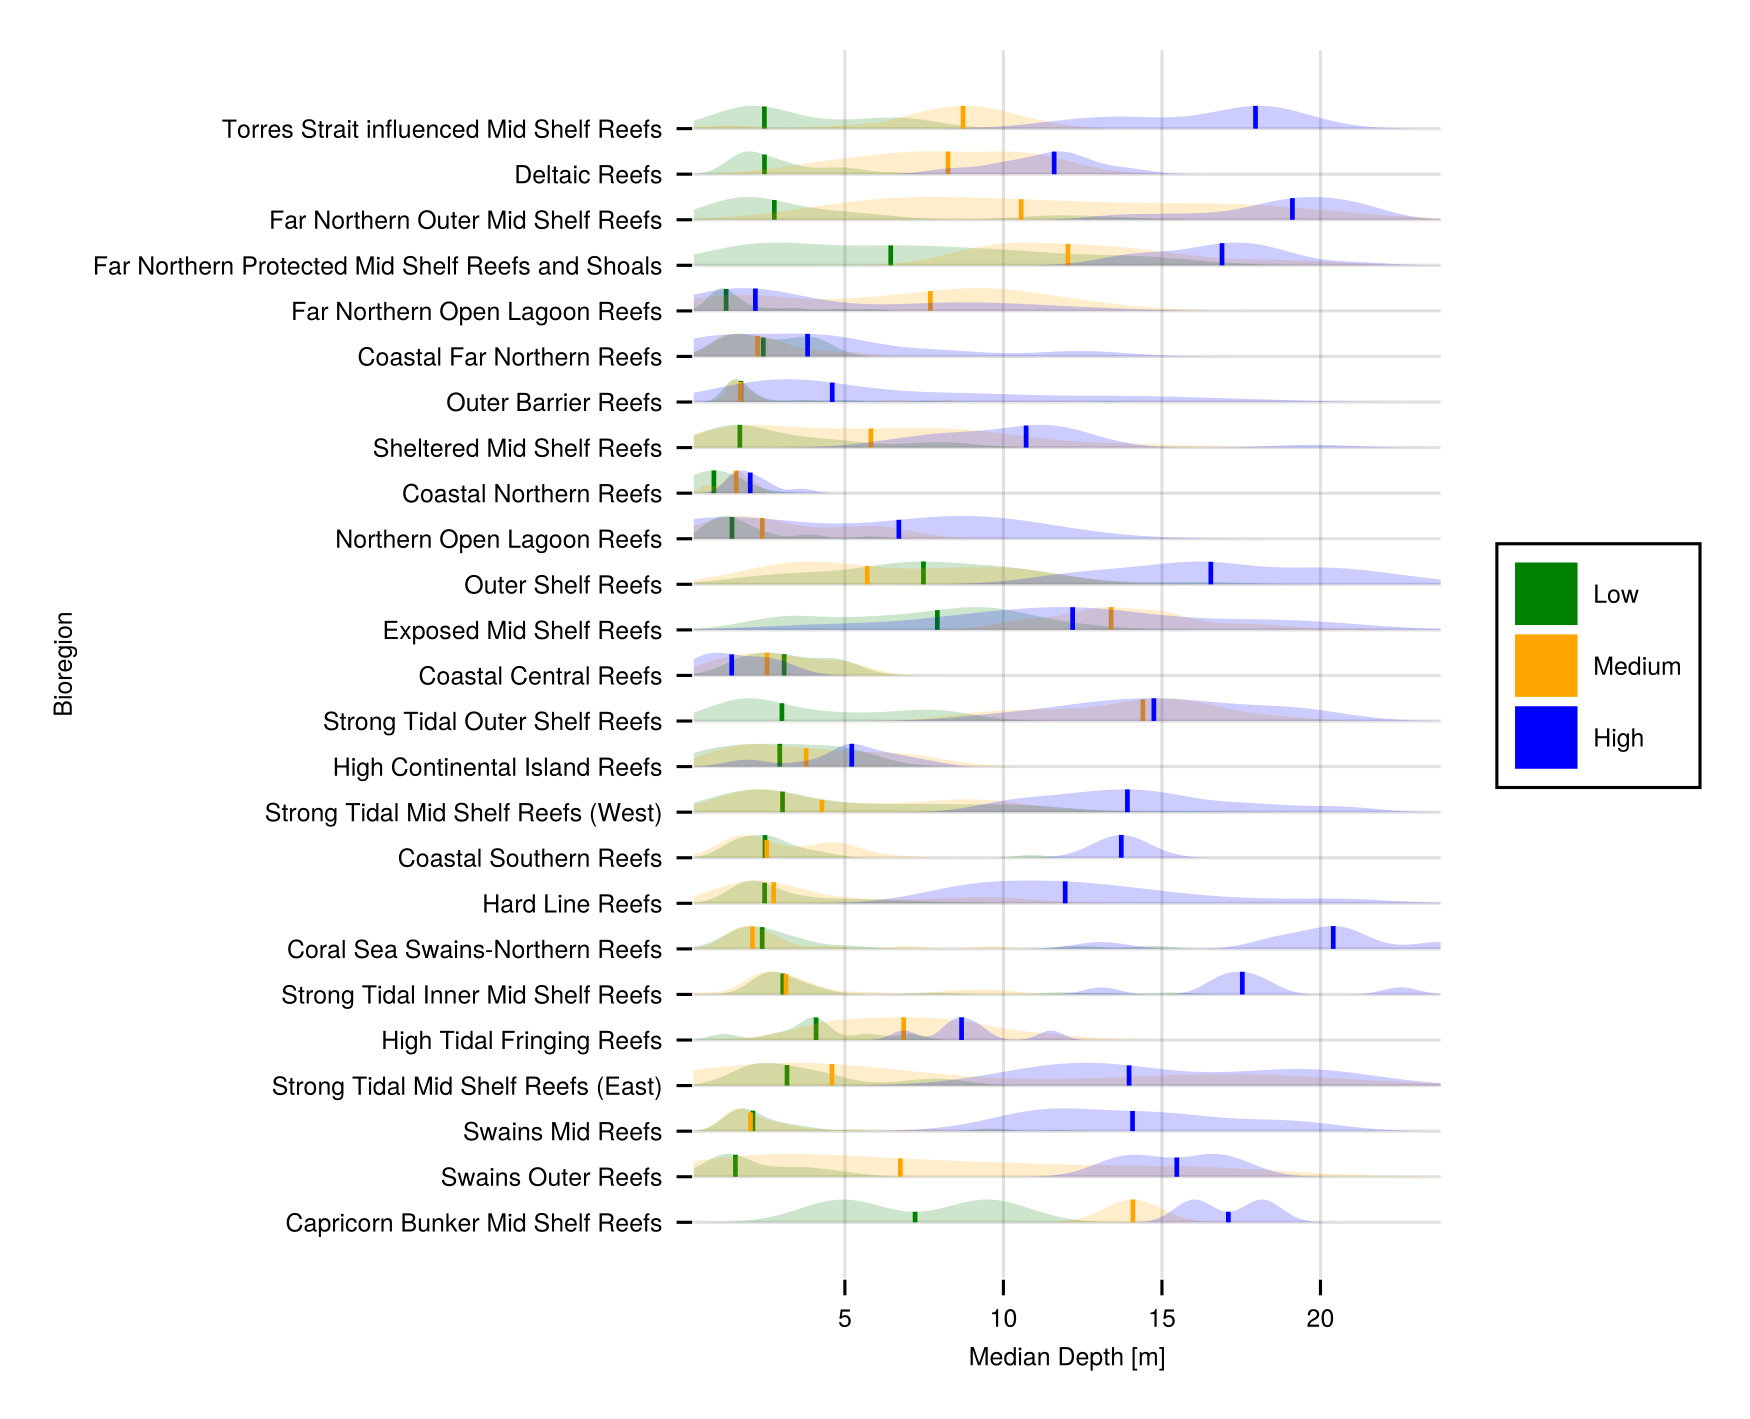 Torres Strait influenced Mid Shelf Reefs
Deltaic Reefs
Far Northern Outer Mid Shelf Reefs
Far Northern Protected Mid Shelf Reefs and Shoals
Far Northern Open Lagoon Reefs
Coastal Far Northern Reefs
Outer Barrier Reefs
Sheltered Mid Shelf Reefs
Coastal Northern Reefs
Northern Open Lagoon Reefs
Outer Shelf Reefs
Exposed Mid Shelf Reefs
Coastal Central Reefs
Strong Tidal Outer Shelf Reefs
High Continental Island Reefs
Strong Tidal Mid Shelf Reefs (West)
Coastal Southern Reefs
Hard Line Reefs
Coral Sea Swains-Northern Reefs
Strong Tidal Inner Mid Shelf Reefs
High Tidal Fringing Reefs
Strong Tidal Mid Shelf Reefs (East)
Swains Mid Reefs
Swains Outer Reefs
Capricorn Bunker Mid Shelf Reefs
Bioregion
5 10 15 20
Median Depth [m]
Low
Medium
High